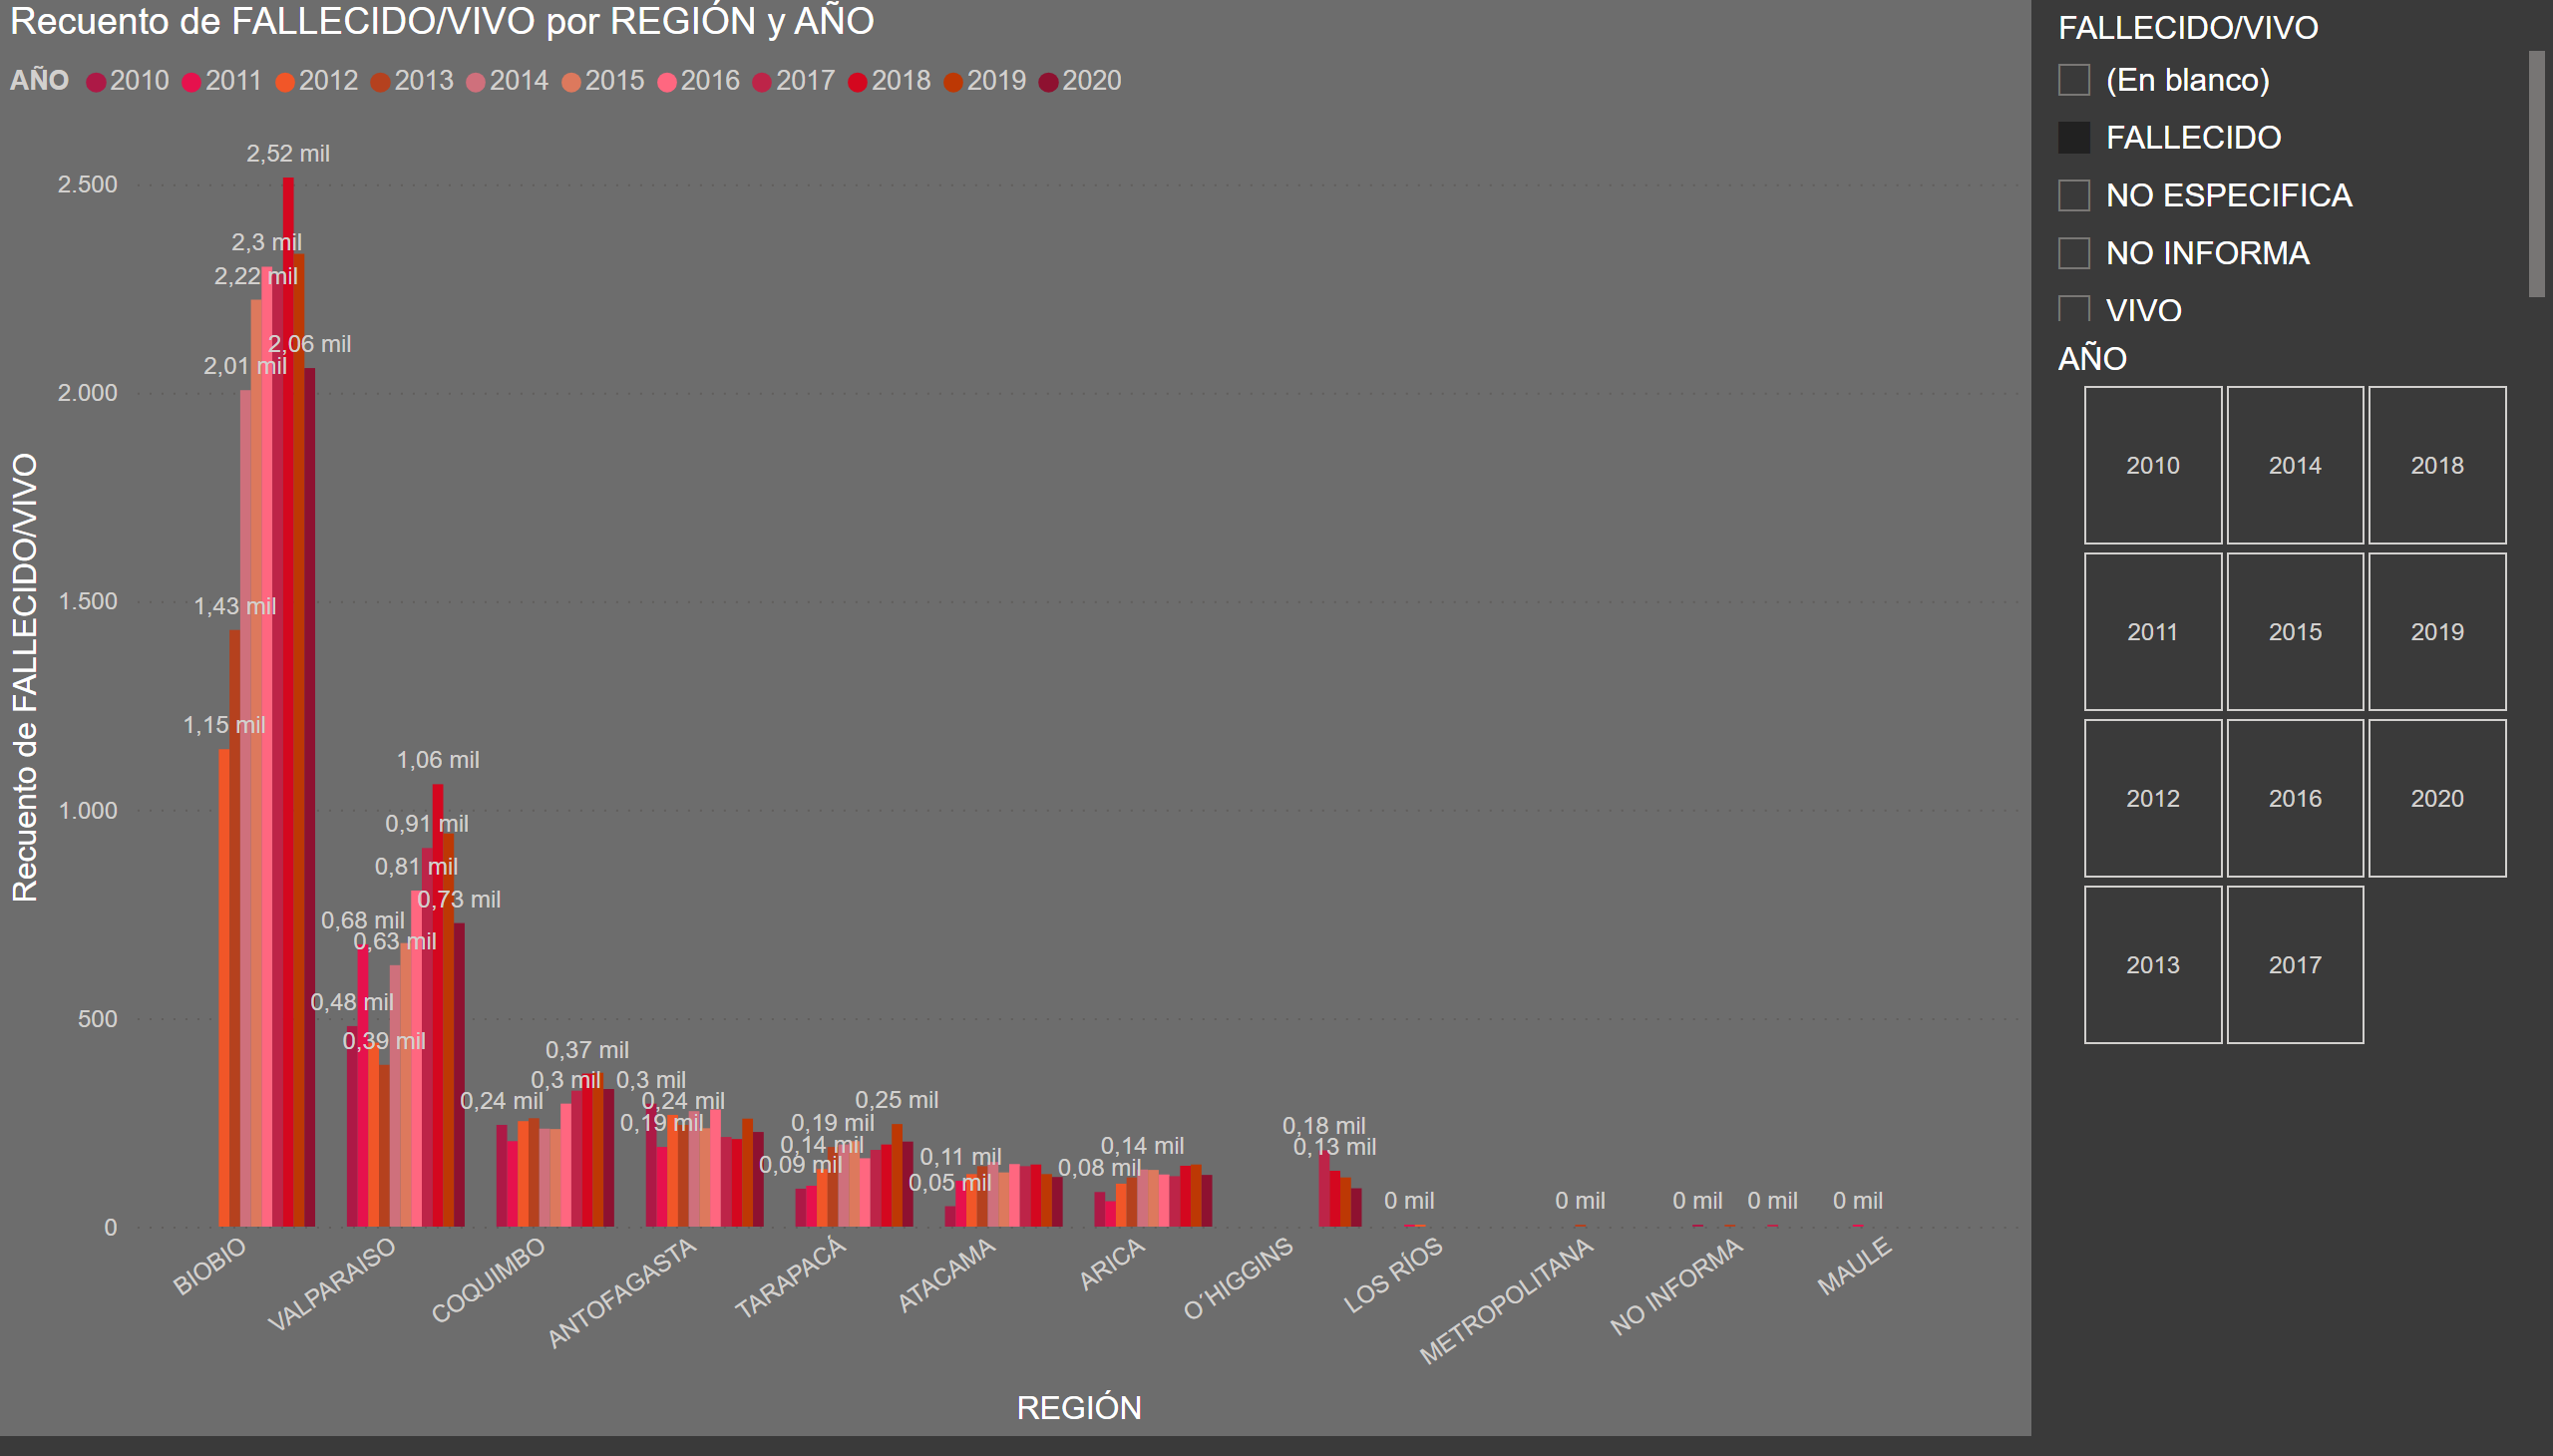 Recuento de FALLECIDO/VIVO por REGIÓN y AÑO
AÑO 2010 2011 2012 2013 2014 2015 2016 2017 2018 2019 2020
Recuento de FALLECIDO/VIVO
2.500
2.000
1.500
1.000
500
0
2,52 mil
2,3 mil
2,22 mil
2,06 mil
2,01 mil
1,43 mil
1,15 mil
1,06 mil
0,91 mil
0,81 mil
0,73 mil
0,68 mil
0,63 mil
0,48 mil
0,39 mil
0,37 mil
0,3 mil
0,24 mil
0,3 mil
0,24 mil
0,19 mil
0,25 mil
0,19 mil
0,14 mil
0,09 mil
0,11 mil
0,05 mil
0,14 mil
0,08 mil
0,18 mil
0,13 mil
0 mil
0 mil
0 mil
0 mil
0 mil
BIOBIO
VALPARAISO
COQUIMBO
ANTOFAGASTA
TARAPACÁ
ATACAMA
ARICA
O´HIGGINS
LOS RÍOS
METROPOLITANA
NO INFORMA
MAULE
REGIÓN
FALLECIDO/VIVO
(En blanco)
FALLECIDO
NO ESPECIFICA
NO INFORMA
VIVO
AÑO
2010 2014 2018
2011 2015 2019
2012 2016 2020
2013 2017